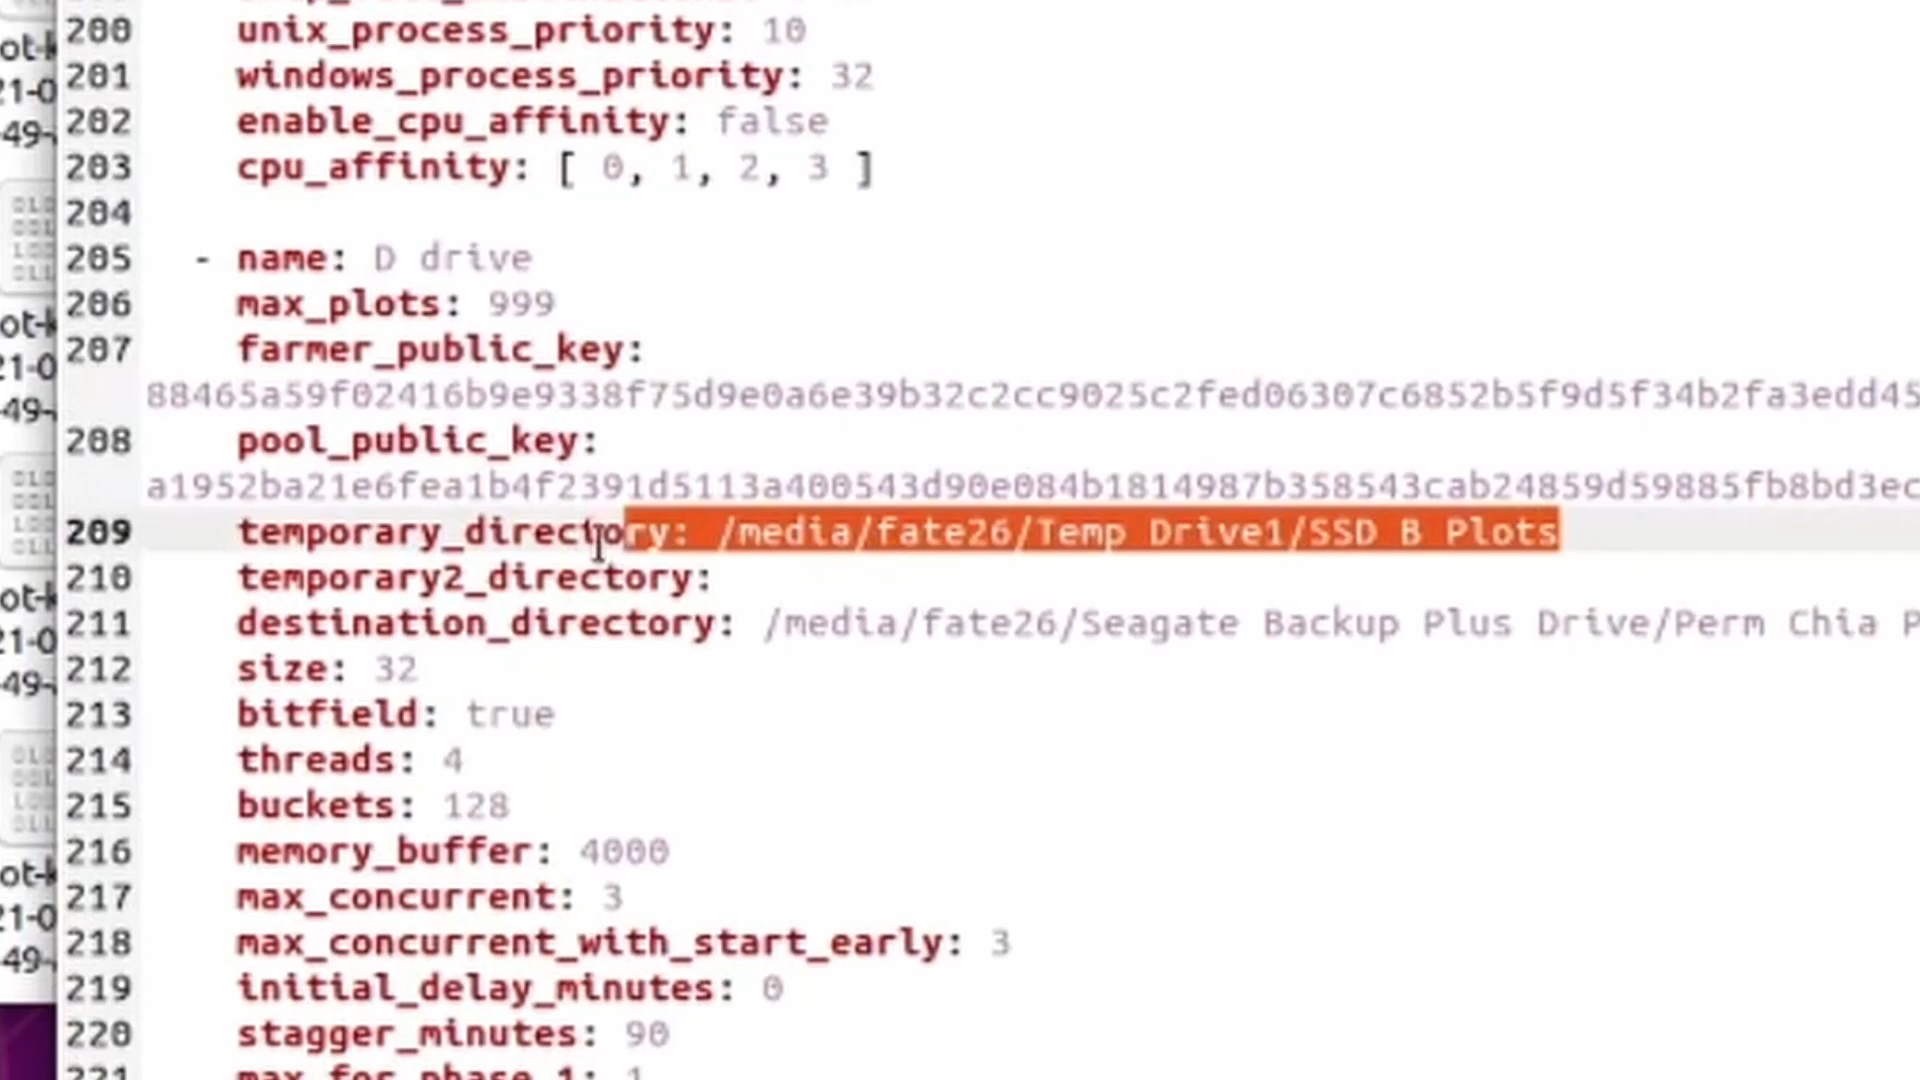 200 unix_process_priority: 10
201 windows_process_priority: 32
202 enable_cpu_affinity: false
203 cpu_affinity: [ 0, 1, 2, 3 ]
204
205 - name: D drive
206 max_plots: 999
207 farmer_public_key:
88465a59f02416b9e9338f75d9e0a6e39b32c2cc9025c2fed06307c6852b5f9d5f34b2fa3edd45
208 pool_public_key:
a1952ba21e6fea1b4f2391d5113a400543d90e084b1814987b358543cab24859d59885fb8bd3ec
209 temporary_directory: /media/fate26/Temp Drive1/SSD B Plots
210 temporary2_directory:
211 destination_directory: /media/fate26/Seagate Backup Plus Drive/Perm Chia P
212 size: 32
213 bitfield: true
214 threads: 4
215 buckets: 128
216 memory_buffer: 4000
217 max_concurrent: 3
218 max_concurrent_with_start_early: 3
219 initial_delay_minutes: 0
220 stagger_minutes: 90
221 max_for_phase_1: 1